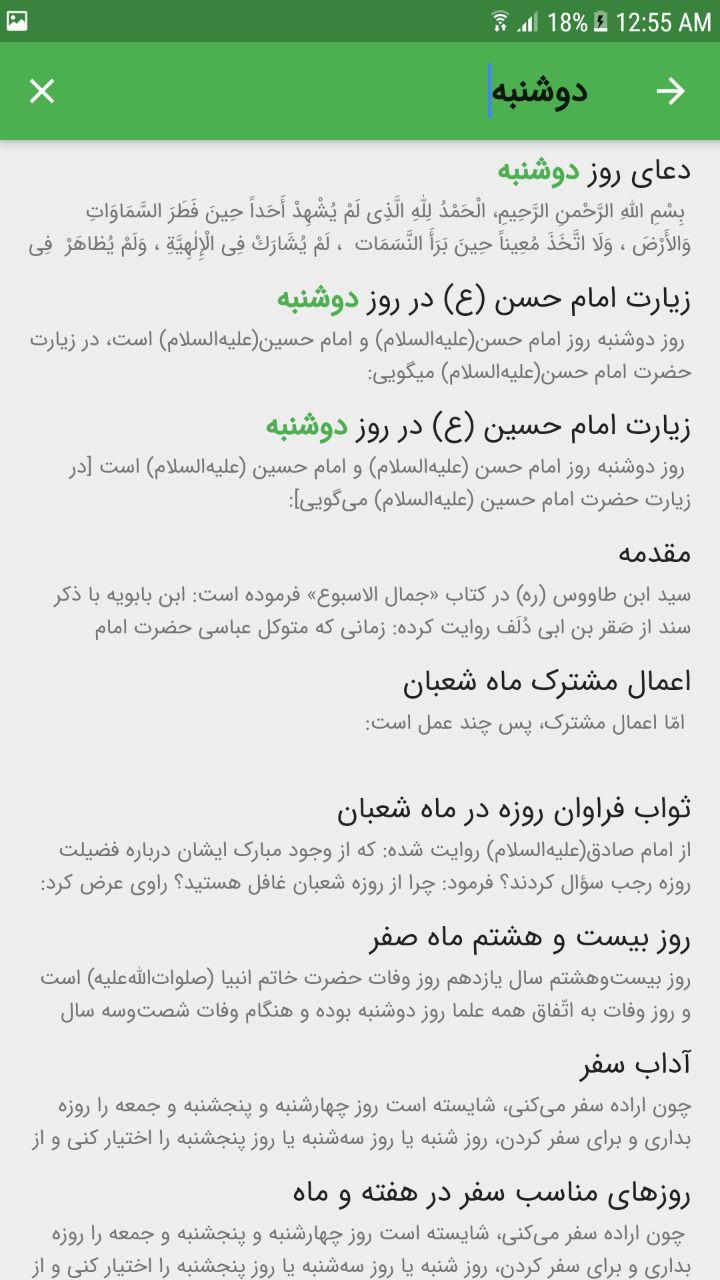 18% 12:55 AM
دوشنبه
دعای روز دوشنبه
بِسْمِ اللهِ الرَّحْمنِ الرَّحِيمِ، الْحَمْدُ لِلّهِ الَّذِی لَمْ يُشْهِدْ أَحَداً حِينَ فَطَرَ السَّمَاوَاتِ
وَالأَرْضَ ، وَلَا اتَّخَذَ مُعِيناً حِينَ بَرَأَ النَّسَمَات ، لَمْ يُشَارَكْ فِی الْإِلٰهِيَّةِ ، وَلَمْ يُظاهَرْ فِی
زیارت امام حسن (ع) در روز دوشنبه
روز دوشنبه روز امام حسن(علیه‌السلام) و امام حسین(علیه‌السلام) است، در زیارت
حضرت امام حسن(علیه‌السلام) میگویی:
زیارت امام حسین (ع) در روز دوشنبه
روز دوشنبه روز امام حسن (علیه‌السلام) و امام حسین (علیه‌السلام) است [در
زیارت حضرت امام حسین (علیه‌السلام) می‌گویی]:
مقدمه
سید ابن طاووس (ره) در کتاب «جمال الاسبوع» فرموده است: ابن بابویه با ذکر
سند از صَقر بن ابی دُلَف روایت کرده: زمانی که متوکل عباسی حضرت امام
اعمال مشترک ماه شعبان
امّا اعمال مشترک، پس چند عمل است:
ثواب فراوان روزه در ماه شعبان
از امام صادق(علیه‌السلام) روایت شده: که از وجود مبارک ایشان درباره فضیلت
روزه رجب سؤال کردند؟ فرمود: چرا از روزه شعبان غافل هستید؟ راوی عرض کرد:
روز بیست و هشتم ماه صفر
روز بیست‌وهشتم سال یازدهم روز وفات حضرت خاتم انبیا (صلوات‌الله‌علیه) است
و روز وفات به اتّفاق همه علما روز دوشنبه بوده و هنگام وفات شصت‌وسه سال
آداب سفر
چون اراده سفر می‌کنی، شایسته است روز چهارشنبه و پنجشنبه و جمعه را روزه
بداری و برای سفر کردن، روز شنبه یا روز سه‌شنبه یا روز پنجشنبه را اختیار کنی و از
روزهای مناسب سفر در هفته و ماه
چون اراده سفر می‌کنی، شایسته است روز چهارشنبه و پنجشنبه و جمعه را روزه
بداری و برای سفر کردن، روز شنبه یا روز سه‌شنبه یا روز پنجشنبه را اختیار کنی و از